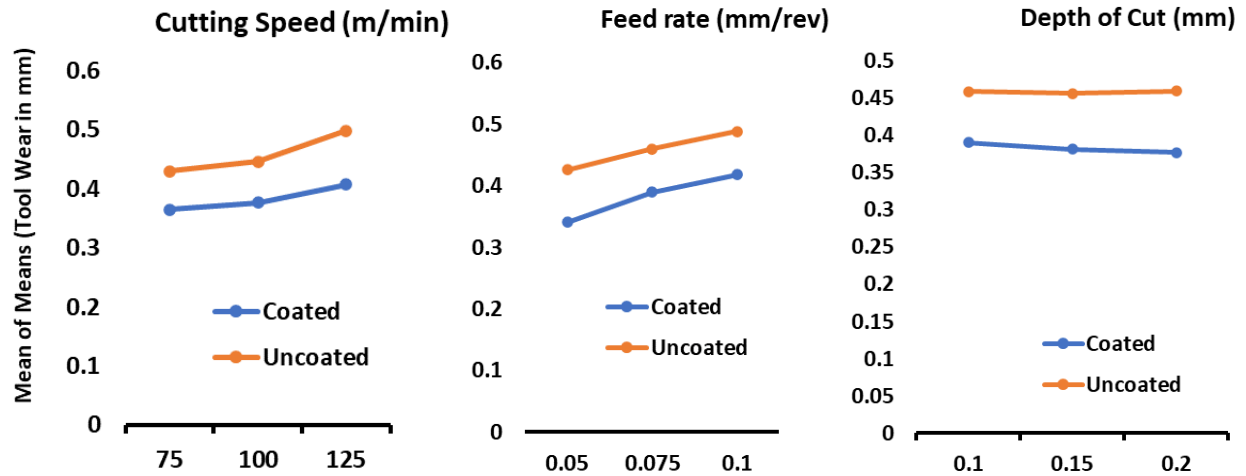 Mean of Means (Tool Wear in mm)
Cutting Speed (m/min)
0.6
0.5
0.4
0.3
0.2
0.1
0
Coated
Uncoated
75 100 125
Feed rate (mm/rev)
0.6
0.5
0.4
0.3
0.2
0.1
0
Coated
Uncoated
0.05 0.075 0.1
Depth of Cut (mm)
0.5
0.45
0.4
0.35
0.3
0.25
0.2
0.15
0.1
0.05
0
Coated
Uncoated
0.1 0.15 0.2